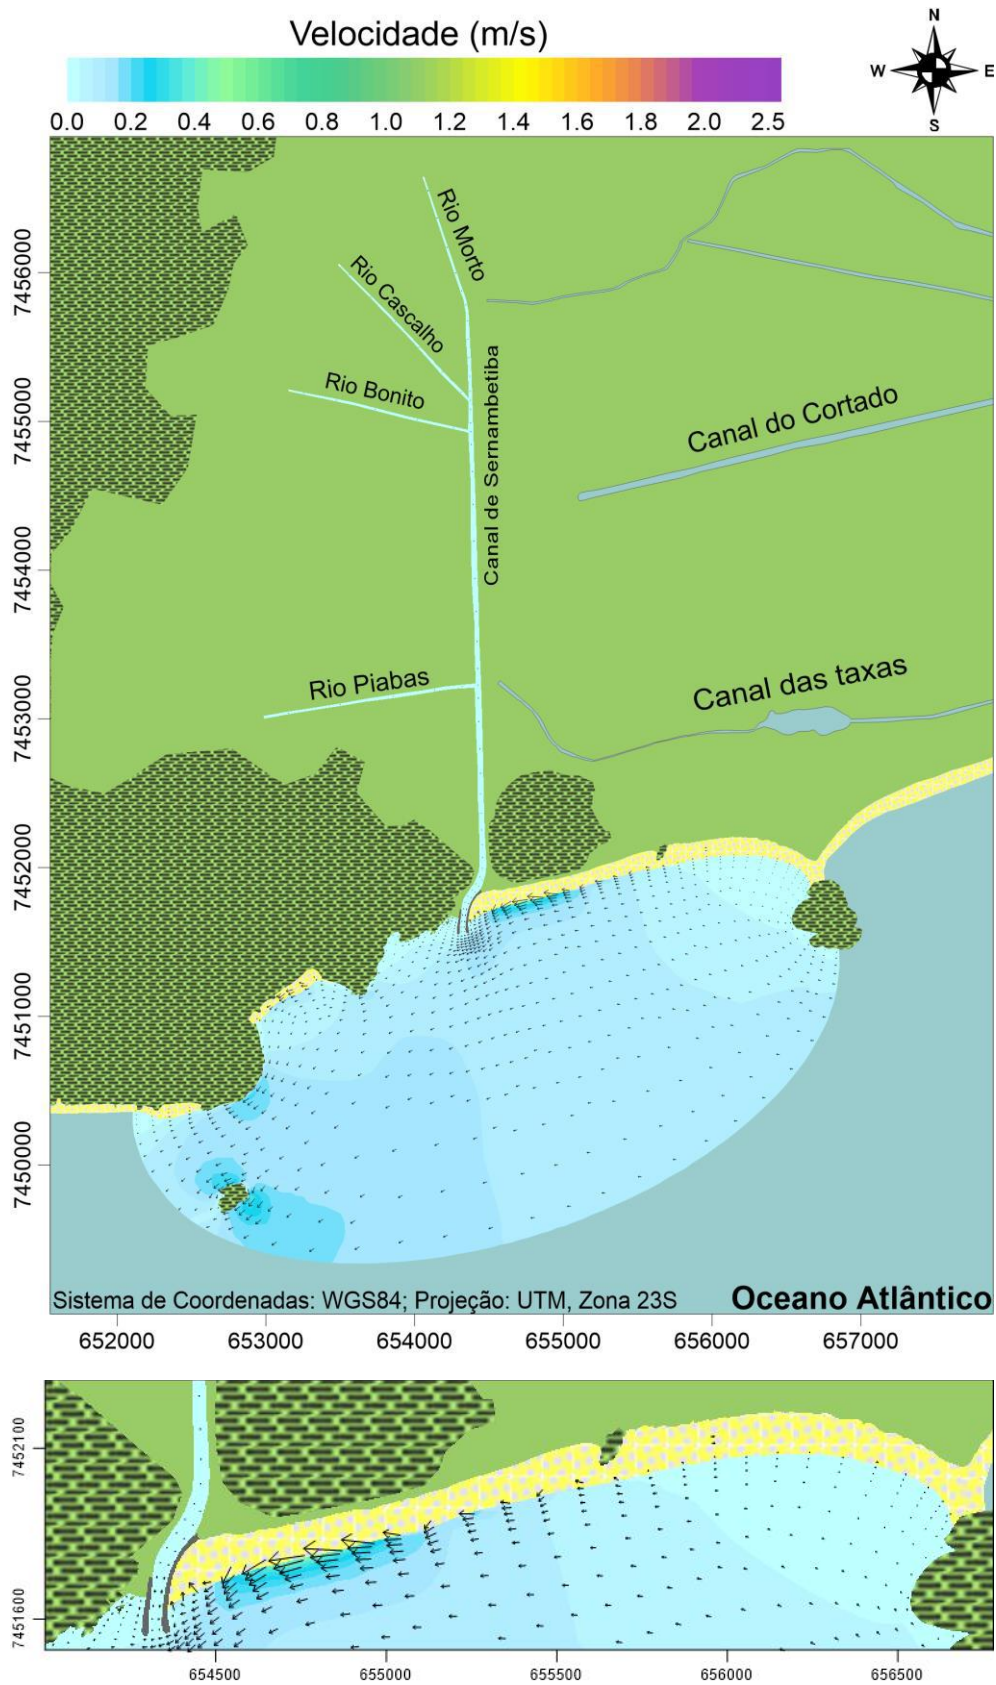 Velocidade (m/s)
N
W E
S
0.0 0.2 0.4 0.6 0.8 1.0 1.2 1.4 1.6 1.8 2.0 2.5
Rio Morto
Rio Cascalho
Rio Bonito
Canal de Sernambetiba
Canal do Cortado
Rio Piabas
Canal das taxas
7456000
7455000
7454000
7453000
7452000
7451000
7450000
Sistema de Coordenadas: WGS84; Projeção: UTM, Zona 23S
Oceano Atlântico
652000 653000 654000 655000 656000 657000
7452100
7451600
654500 655000 655500 656000 656500